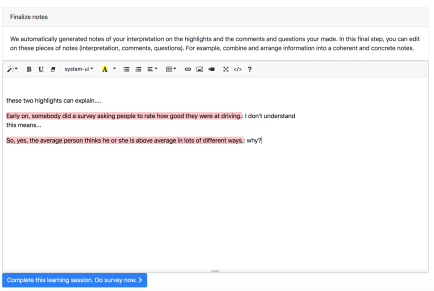 Finalize notes
We automatically generated notes of your interpretation on the highlights and the comments and questions your made. In this final step, you can edit
on these pieces of notes (interpretation, comments, questions). For example, combine and arrange information into a coherent and concrete notes.
B U system-ui A </> ?
these two highlights can explain....
Early on, somebody did a survey asking people to rate how good they were at driving.: I don't understand
this means...
So, yes, the average person thinks he or she is above average in lots of different ways.: why?
Complete this learning session. Do survey now. >